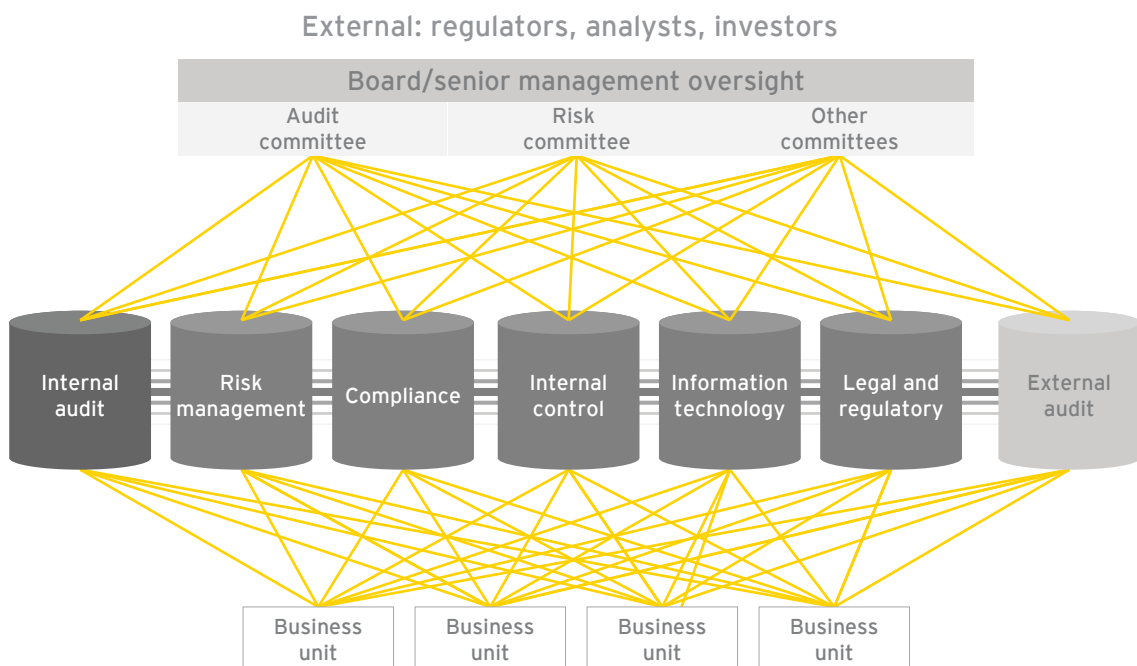 External: regulators, analysts, investors
Board/senior management oversight
Audit
committee
Risk
committee
Other
committees
Internal
audit
Risk
management
Compliance
Internal
control
Information
technology
Legal and
regulatory
External
audit
Business
unit
Business
unit
Business
unit
Business
unit